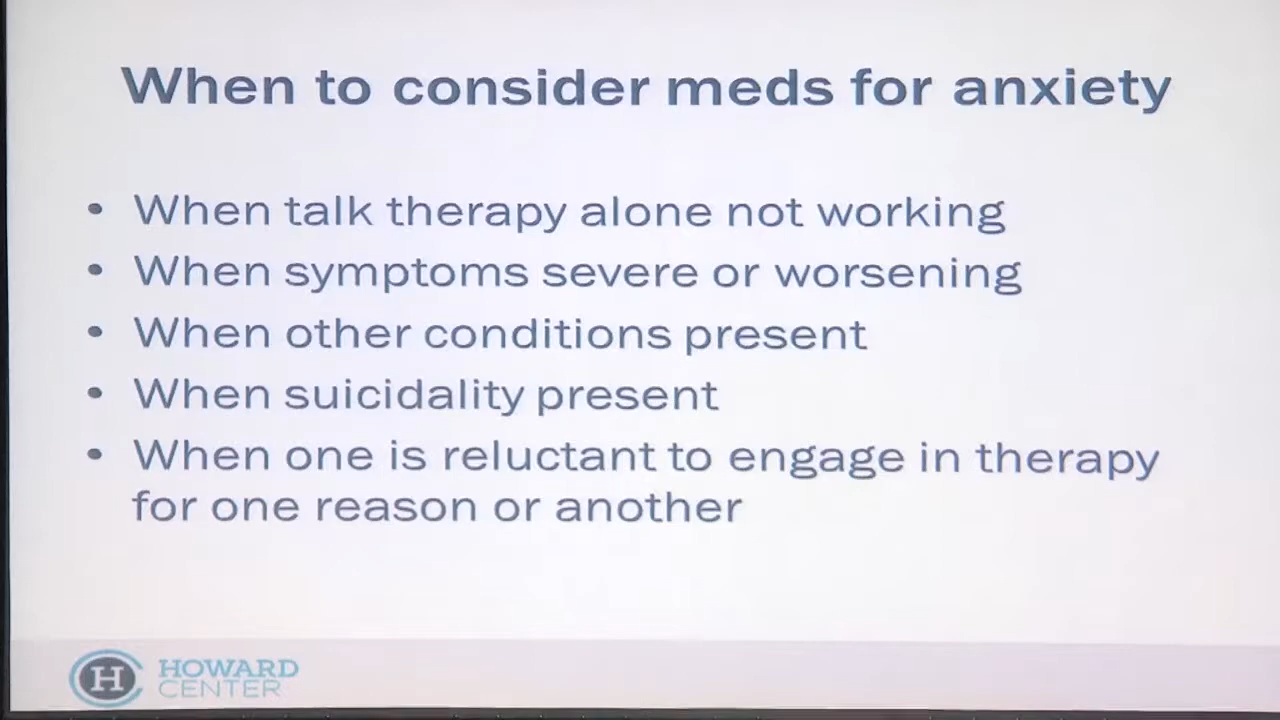 When to consider meds for anxiety
• When talk therapy alone not working
• When symptoms severe or worsening
• When other conditions present
• When suicidality present
• When one is reluctant to engage in therapy
for one reason or another
H HOWARD
CENTER